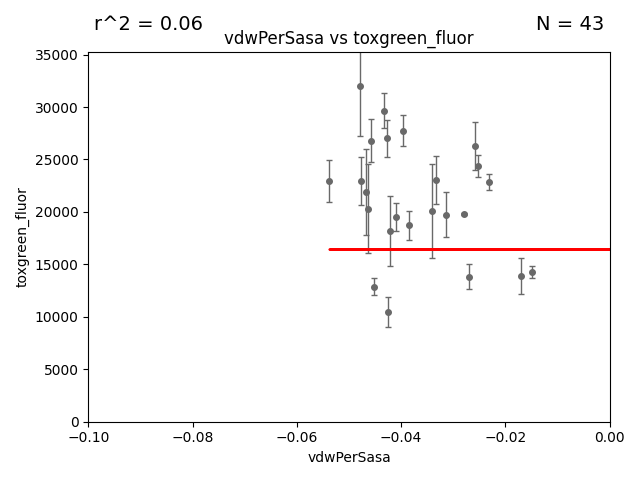 r^2 = 0.06
N = 43
vdwPerSasa vs toxgreen_fluor
toxgreen_fluor
35000
30000
25000
20000
15000
10000
5000
0
−0.10
−0.08
−0.06
−0.04
−0.02
0.00
vdwPerSasa